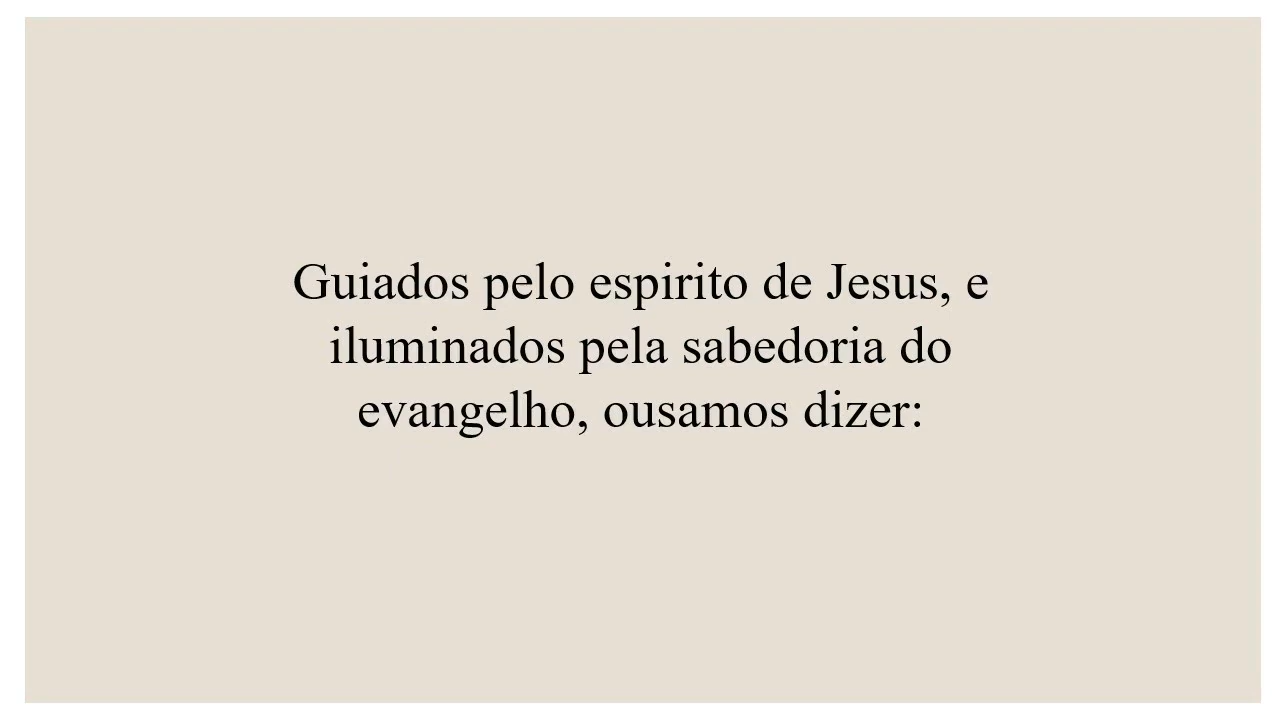 Guiados pelo espirito de Jesus, e
iluminados pela sabedoria do
evangelho, ousamos dizer: